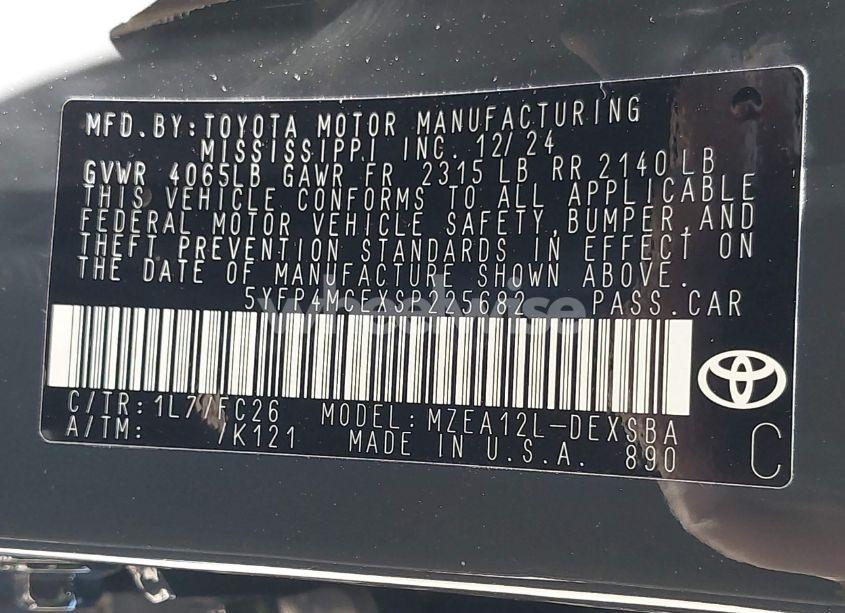 MFD. BY: TOYOTA MOTOR MANUFACTURING
MISSISSIPPI INC. 12/24
GVWR 4065LB GAWR FR 2315 LB RR 2140 LB
THIS VEHICLE CONFORMS TO ALL APPLICABLE
FEDERAL MOTOR VEHICLE SAFETY, BUMPER, AND
THEFT PREVENTION STANDARDS IN EFFECT ON
THE DATE OF MANUFACTURE SHOWN ABOVE.
PASS. CAR
C/TR: 1L77/FC26 MODEL: MZEA12L-DEXSBA
A/TM: /K121 MADE IN U.S.A. 890
C